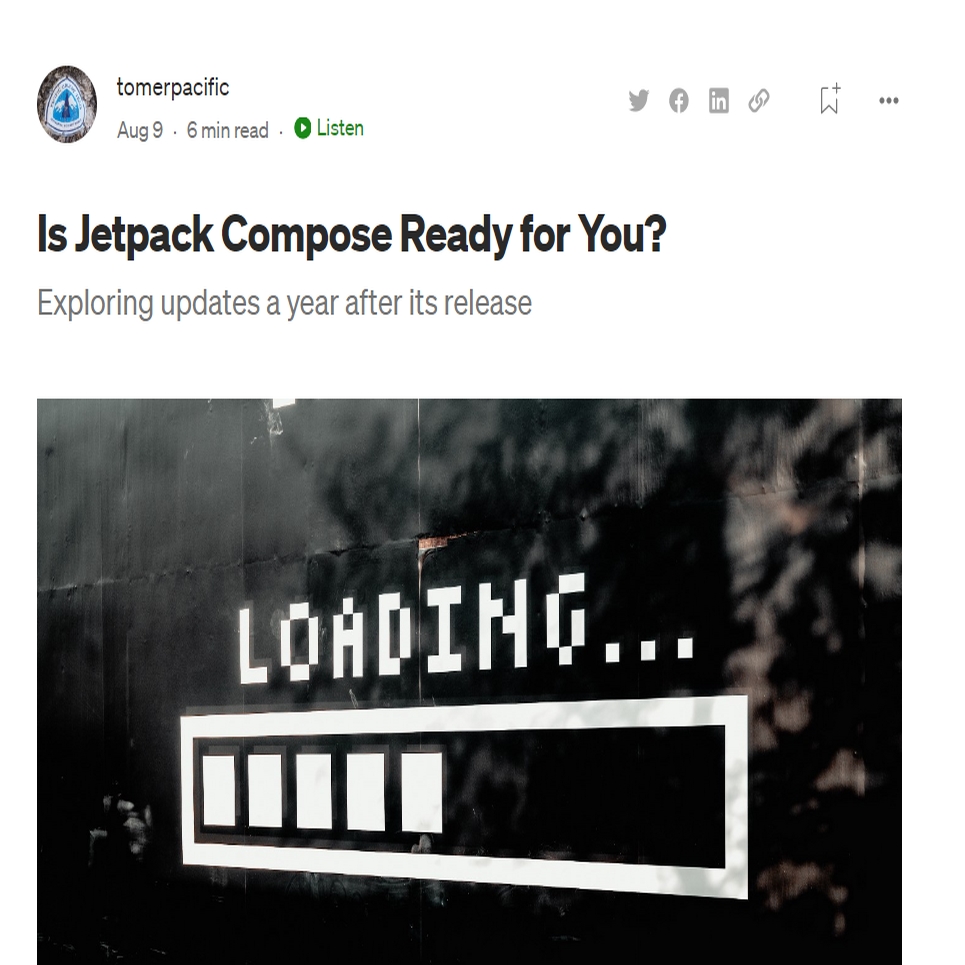 tomerpacific
Aug 9 · 6 min read · Listen
Is Jetpack Compose Ready for You?
Exploring updates a year after its release
LOADING...